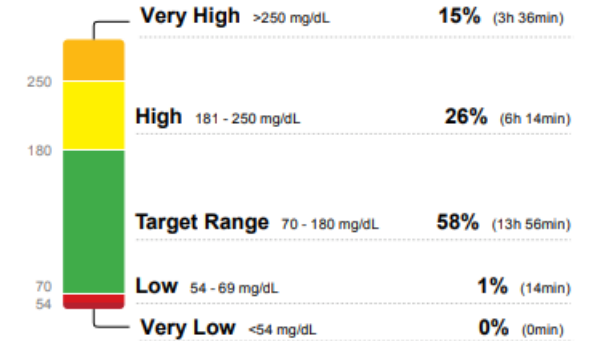 Very High >250 mg/dL 15% (3h 36min)
250
High 181 - 250 mg/dL 26% (6h 14min)
180
Target Range 70 - 180 mg/dL 58% (13h 56min)
70
Low 54 - 69 mg/dL 1% (14min)
54
Very Low <54 mg/dL 0% (0min)